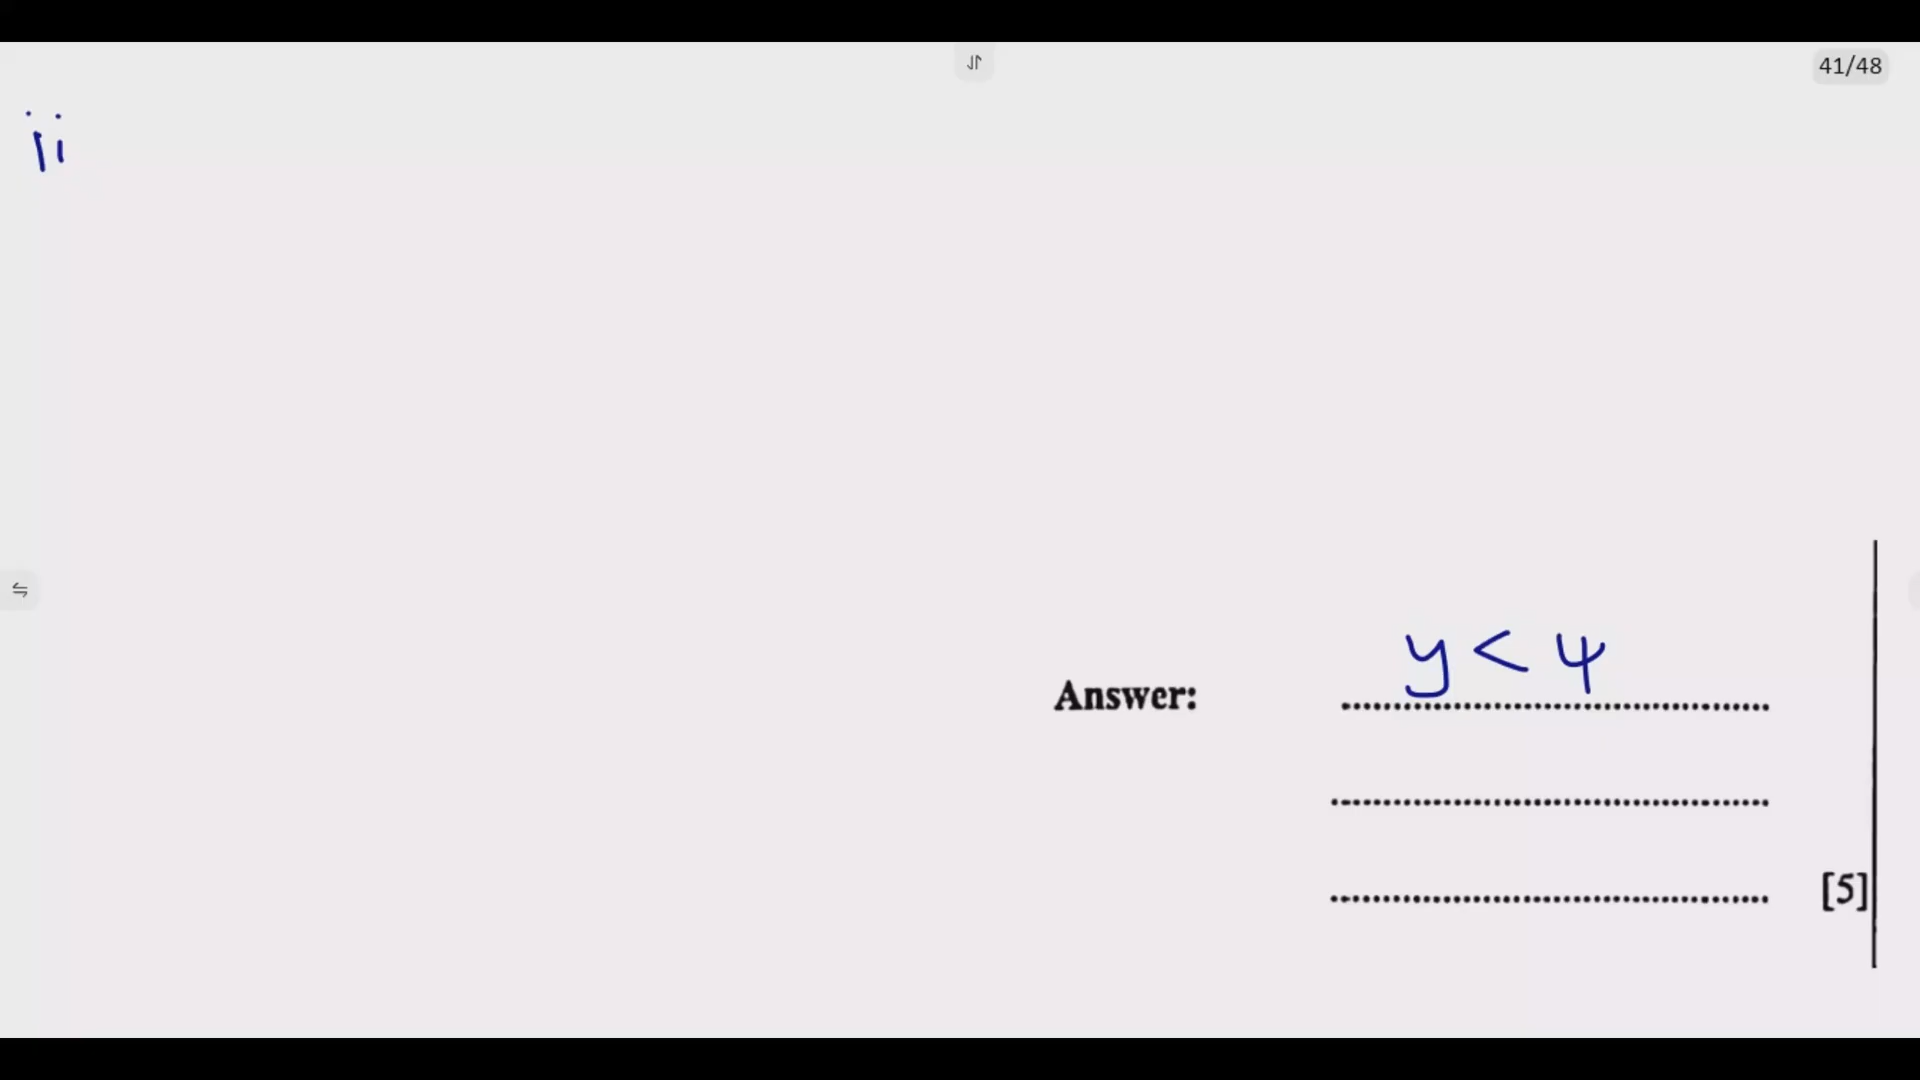 41/48
ii
y < 4
Answer: ........................................
........................................
........................................ [5]